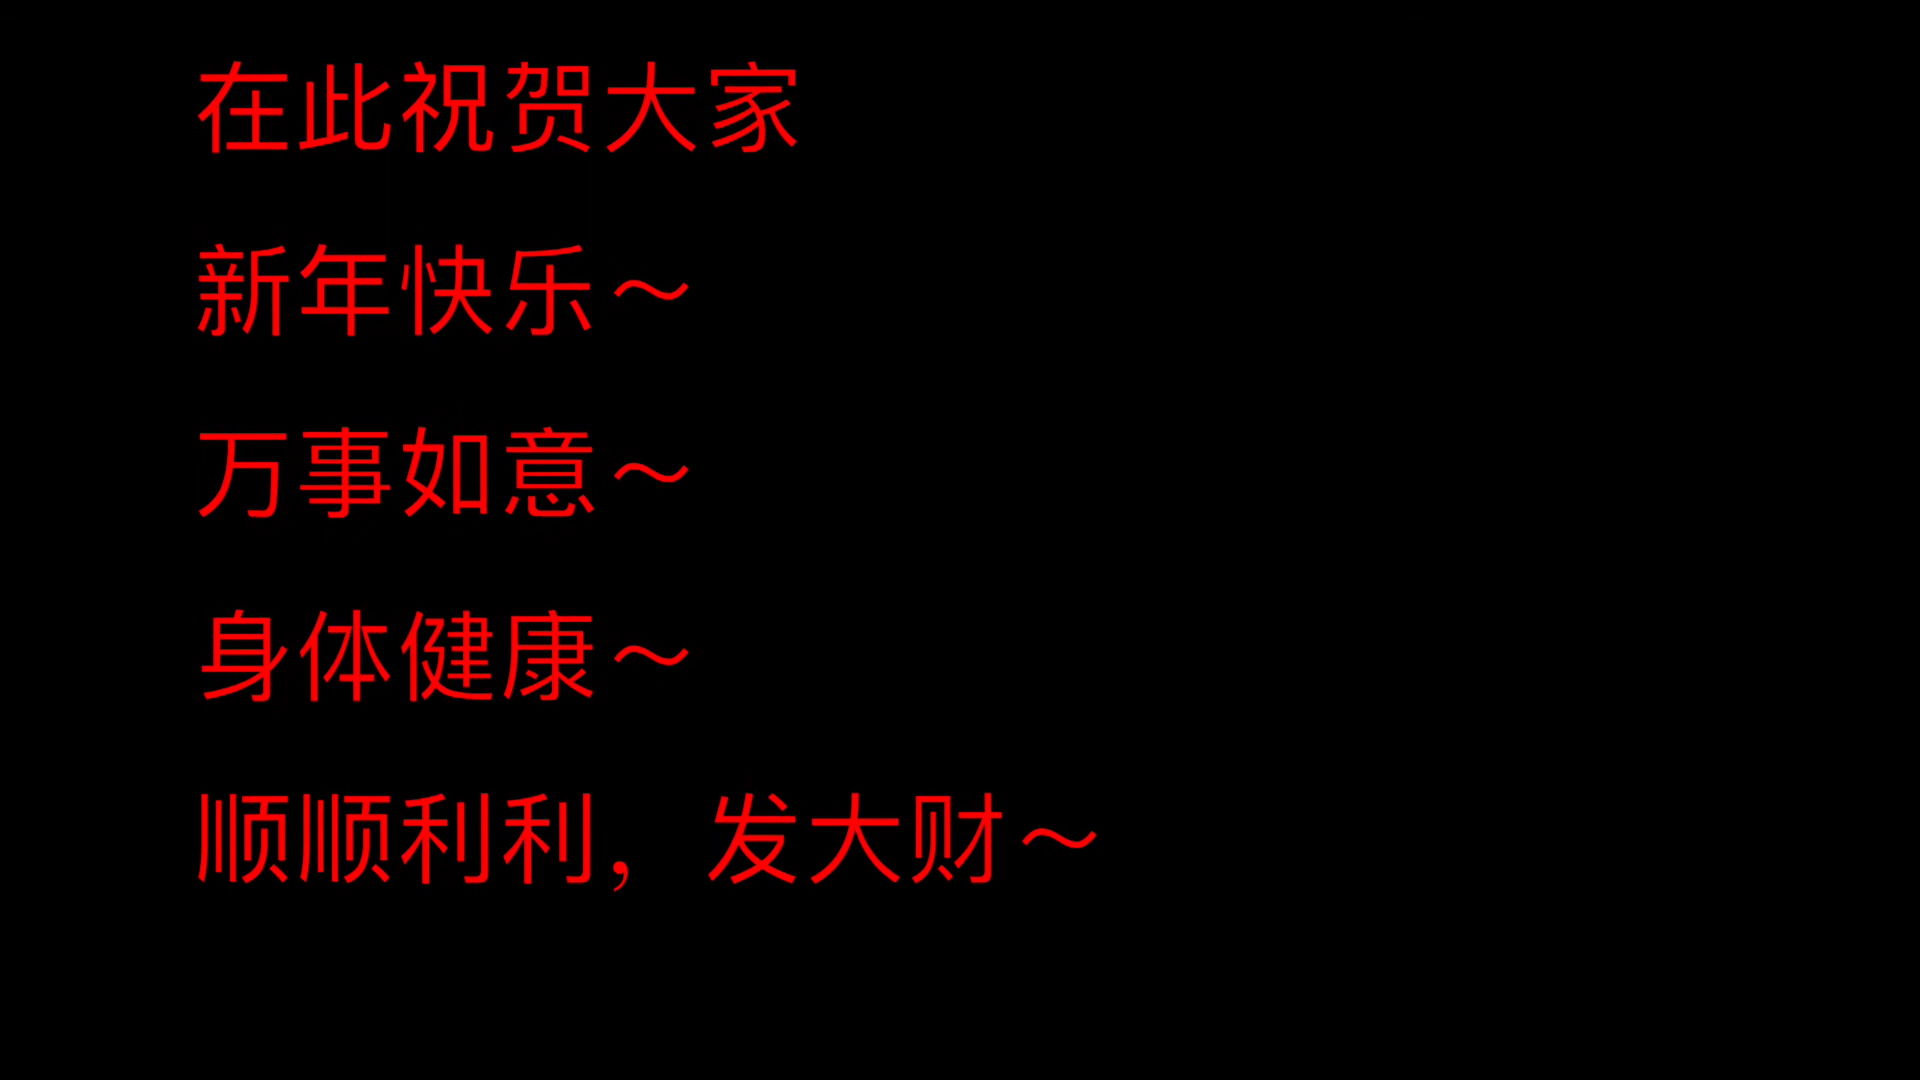 在此祝贺大家
新年快乐～
万事如意～
身体健康～
顺顺利利，发大财～